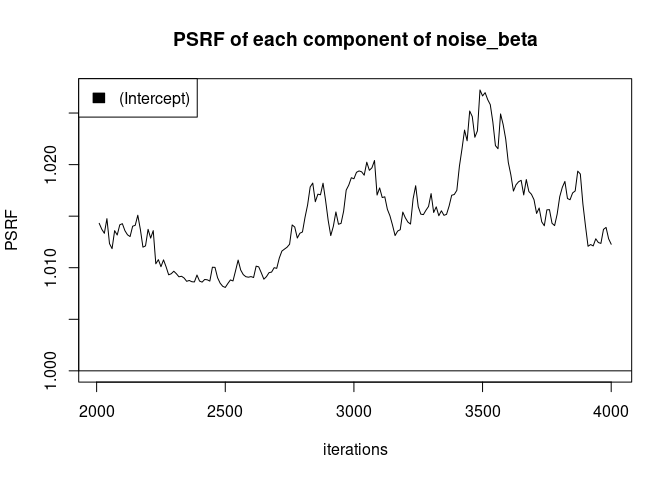 PSRF of each component of noise_beta
(Intercept)
PSRF
1.020
1.010
1.000
2000 2500 3000 3500 4000
iterations